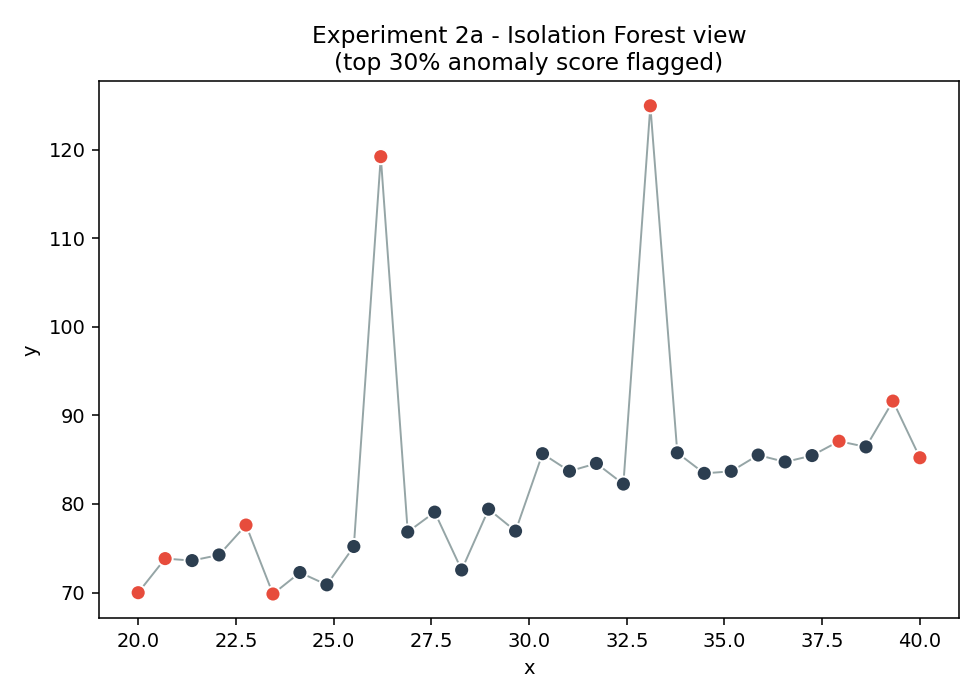 Experiment 2a - Isolation Forest view
(top 30% anomaly score flagged)
120
110
100
90
80
70
y
20.0 22.5 25.0 27.5 30.0 32.5 35.0 37.5 40.0
x